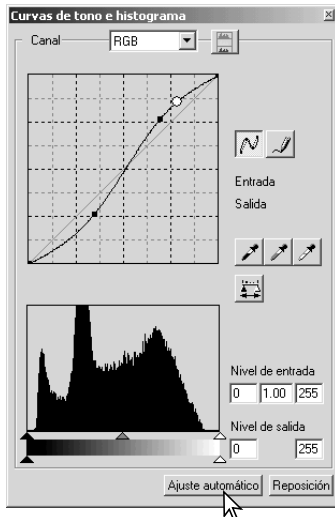 Curvas de tono e histograma
Canal RGB
Entrada
Salida
Nivel de entrada
0 1.00 255
Nivel de salida
0 255
Ajuste automático Reposición